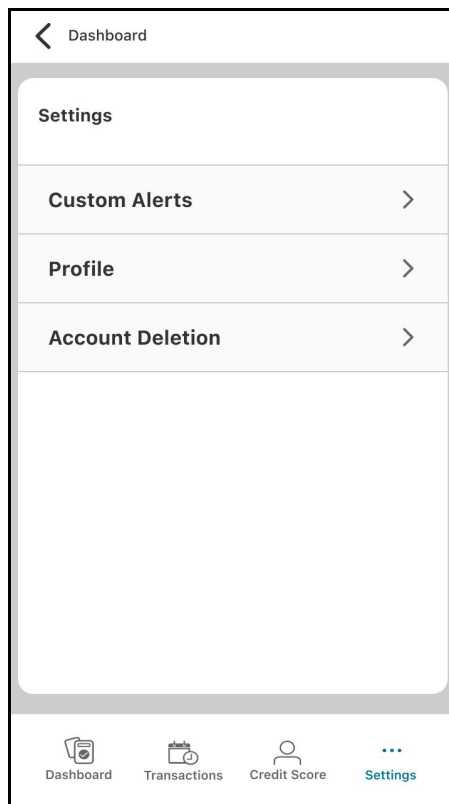 Dashboard
Settings
Custom Alerts
Profile
Account Deletion
Dashboard Transactions Credit Score Settings